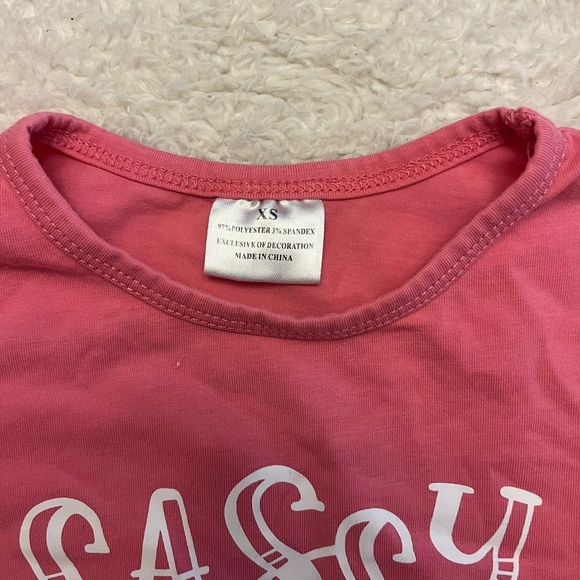 XS
97%POLYESTER 3% SPANDEX
EXCLUSIVE OF DECORATION
MADE IN CHINA
SASSY